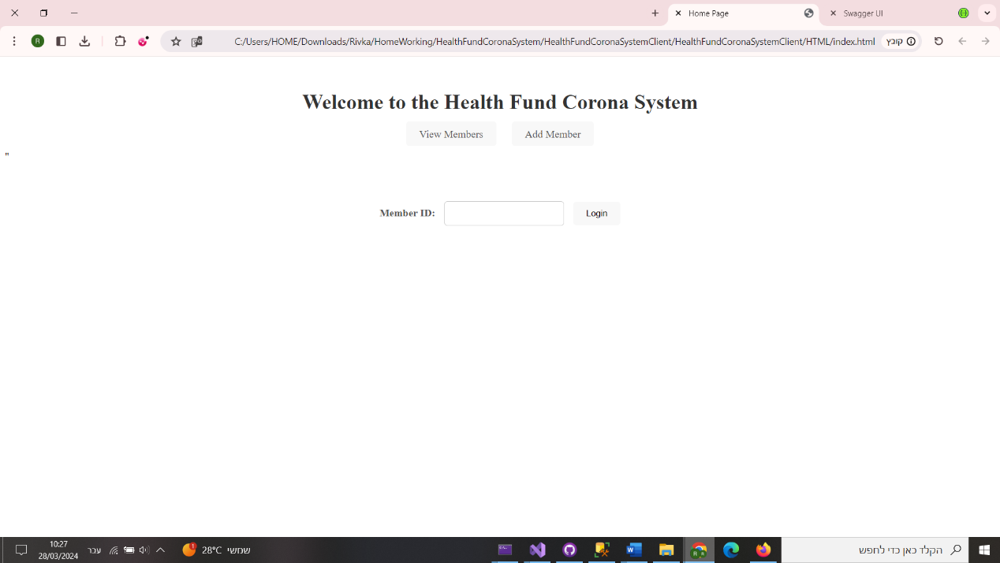 Home Page
Swagger UI
R
C:/Users/HOME/Downloads/Rivka/HomeWorking/HealthFundCoronaSystem/HealthFundCoronaSystemClient/HealthFundCoronaSystemClient/HTML/index.html
קובץ
Welcome to the Health Fund Corona System
View Members
Add Member
"
Member ID:
Login
10:27
28/03/2024
עבר
1
28°C
שמשי
הקלד כאן כדי לחפש